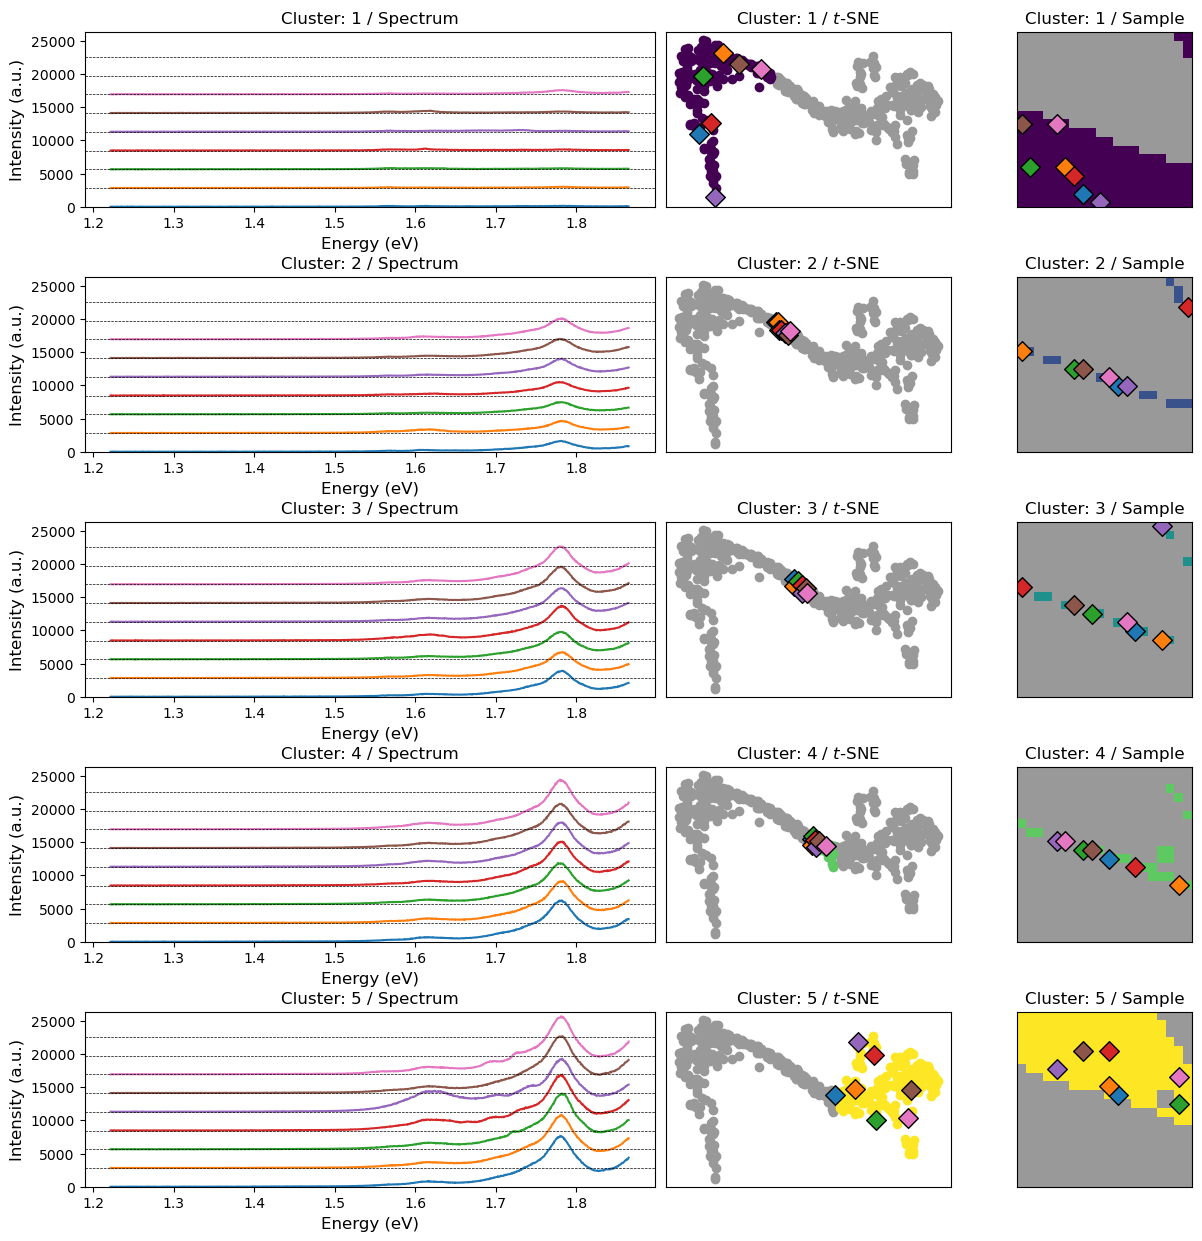 Cluster: 1 / Spectrum
Cluster: 1 / t-SNE
Cluster: 1 / Sample
Intensity (a.u.)
25000
20000
15000
10000
5000
0
1.2 1.3 1.4 1.5 1.6 1.7 1.8
Energy (eV)
Cluster: 2 / Spectrum
Cluster: 2 / t-SNE
Cluster: 2 / Sample
Intensity (a.u.)
25000
20000
15000
10000
5000
0
1.2 1.3 1.4 1.5 1.6 1.7 1.8
Energy (eV)
Cluster: 3 / Spectrum
Cluster: 3 / t-SNE
Cluster: 3 / Sample
Intensity (a.u.)
25000
20000
15000
10000
5000
0
1.2 1.3 1.4 1.5 1.6 1.7 1.8
Energy (eV)
Cluster: 4 / Spectrum
Cluster: 4 / t-SNE
Cluster: 4 / Sample
Intensity (a.u.)
25000
20000
15000
10000
5000
0
1.2 1.3 1.4 1.5 1.6 1.7 1.8
Energy (eV)
Cluster: 5 / Spectrum
Cluster: 5 / t-SNE
Cluster: 5 / Sample
Intensity (a.u.)
25000
20000
15000
10000
5000
0
1.2 1.3 1.4 1.5 1.6 1.7 1.8
Energy (eV)